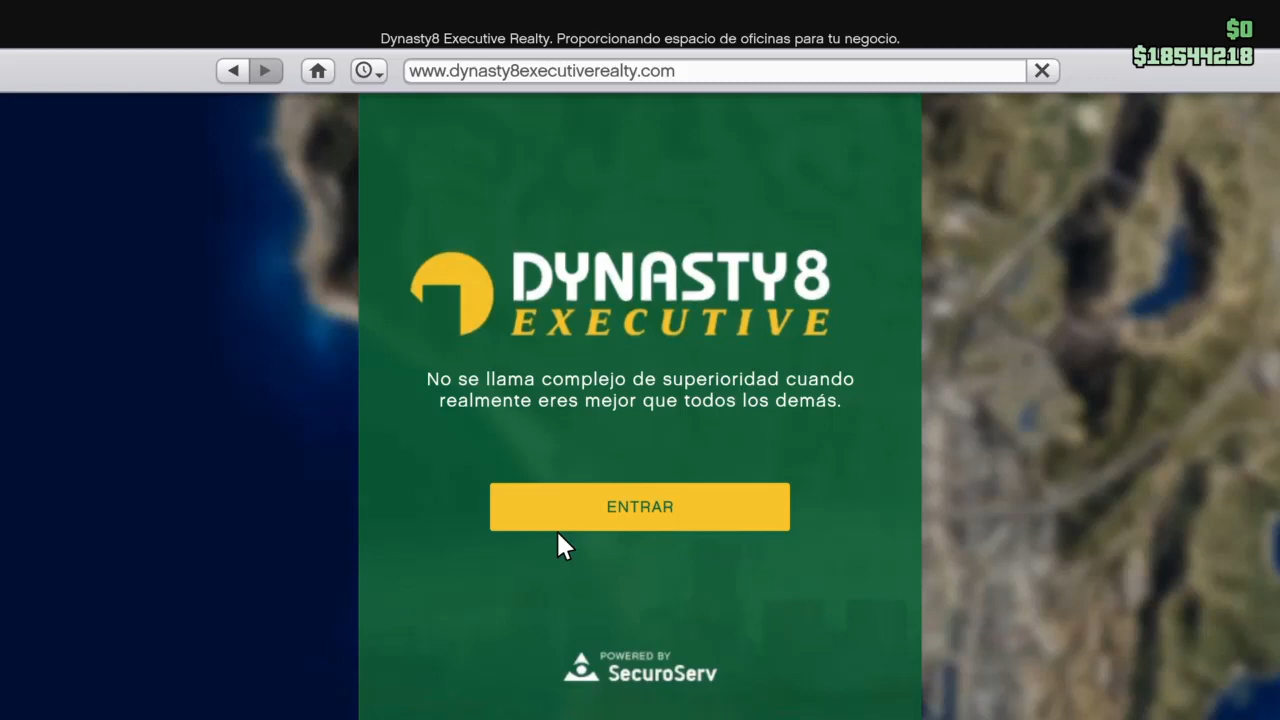 Dynasty8 Executive Realty. Proporcionando espacio de oficinas para tu negocio.
$0
$18544218
www.dynasty8executiverealty.com
DYNASTY8
EXECUTIVE
No se llama complejo de superioridad cuando
realmente eres mejor que todos los demás.
ENTRAR
POWERED BY
SecuroServ